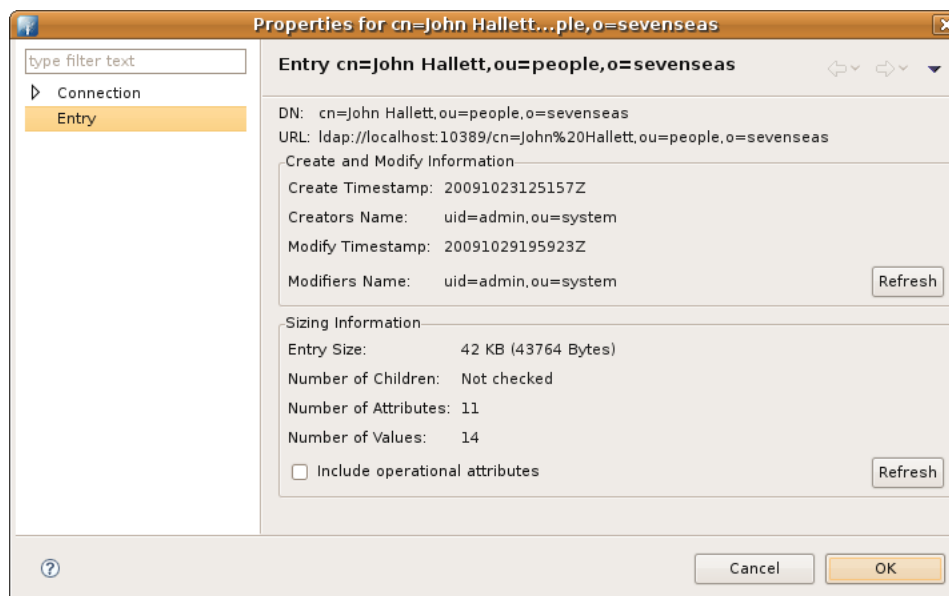 Properties for cn=John Hallett...ple,o=sevenseas
type filter text
Connection
Entry
Entry cn=John Hallett,ou=people,o=sevenseas
DN: cn=John Hallett,ou=people,o=sevenseas
URL: ldap://localhost:10389/cn=John%20Hallett,ou=people,o=sevenseas
Create and Modify Information
Create Timestamp: 20091023125157Z
Creators Name: uid=admin,ou=system
Modify Timestamp: 20091029195923Z
Modifiers Name: uid=admin,ou=system
Refresh
Sizing Information
Entry Size: 42 KB (43764 Bytes)
Number of Children: Not checked
Number of Attributes: 11
Number of Values: 14
Include operational attributes
Refresh
Cancel
OK